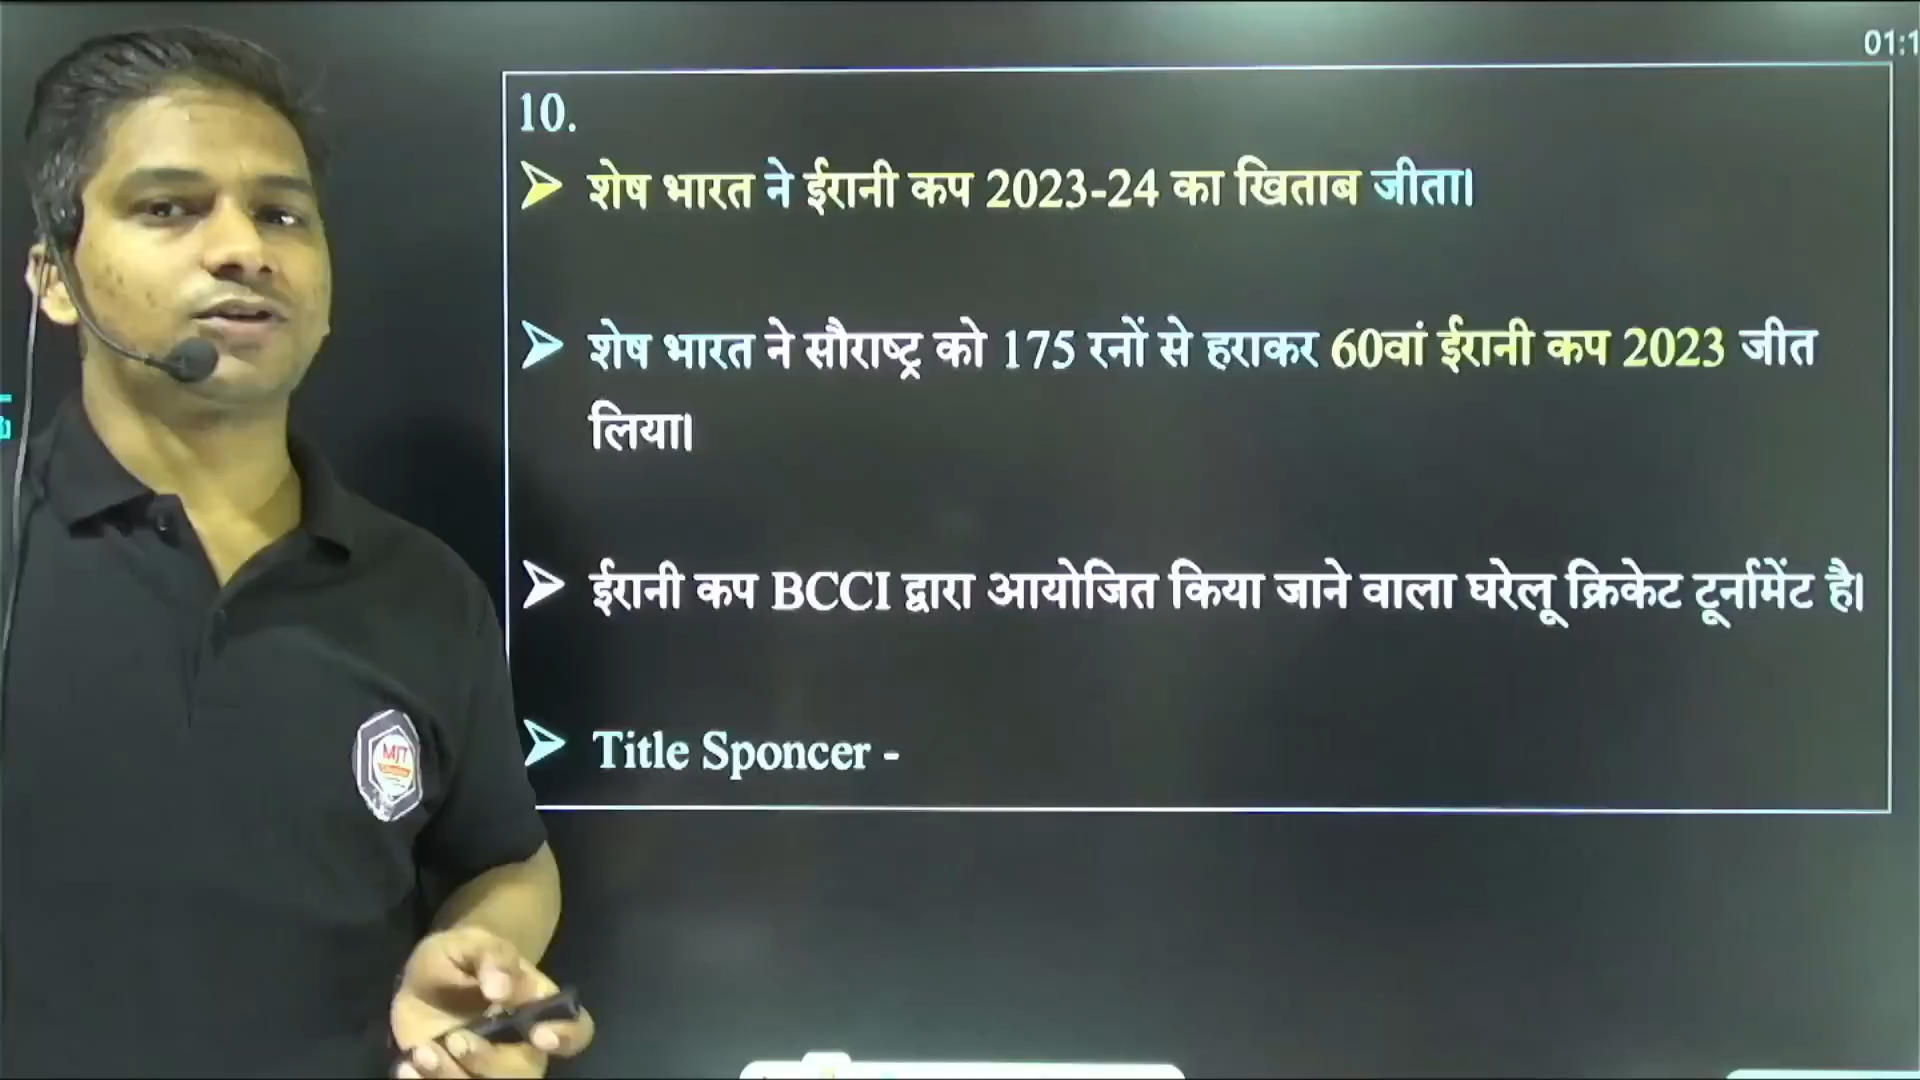 01:1
10.
➢ शेष भारत ने ईरानी कप 2023-24 का खिताब जीता।
➢ शेष भारत ने सौराष्ट्र को 175 रनों से हराकर 60वां ईरानी कप 2023 जीत
लिया।
➢ ईरानी कप BCCI द्वारा आयोजित किया जाने वाला घरेलू क्रिकेट टूर्नामेंट है।
➢ Title Sponcer -
MJT